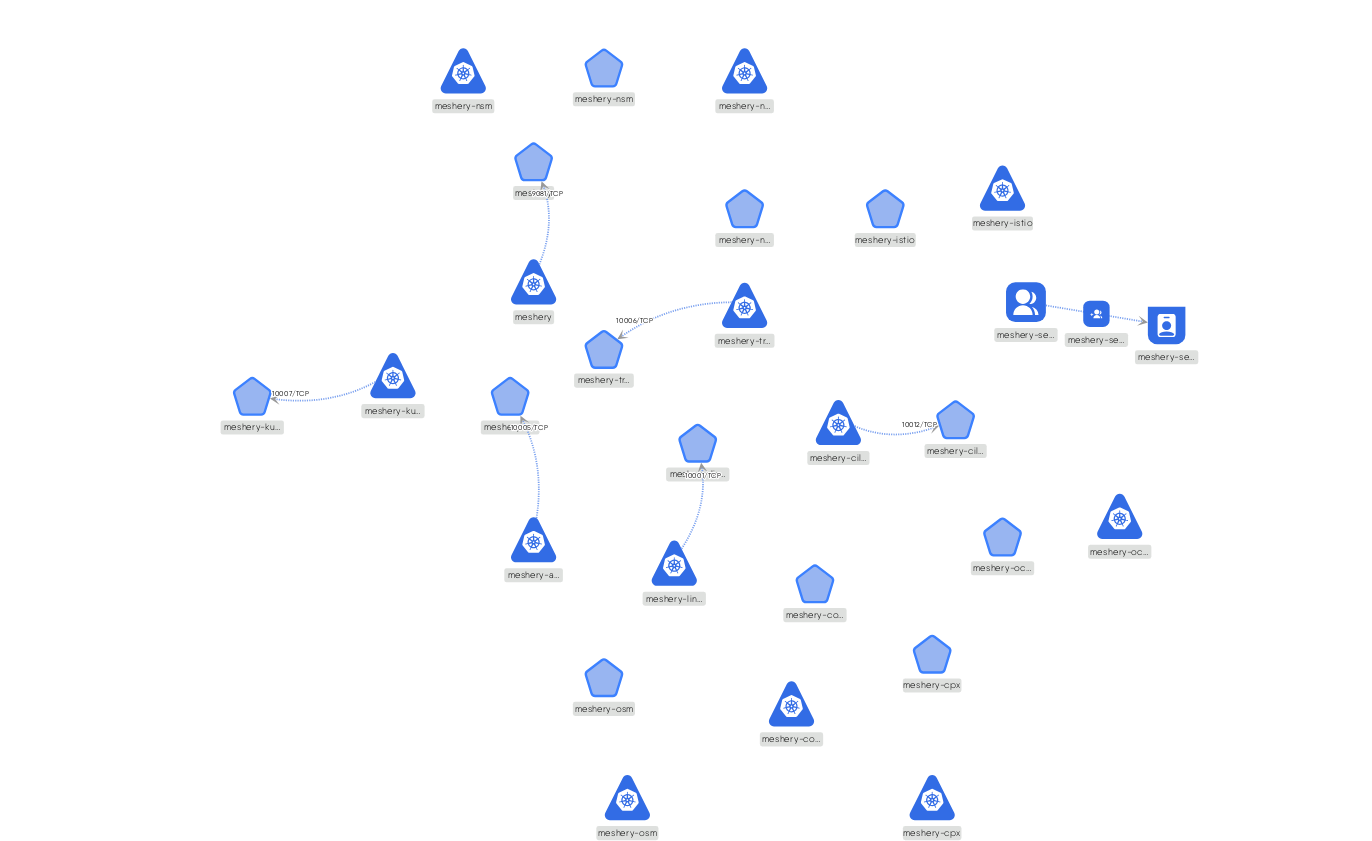 meshery-nsm
meshery-nsm
meshery-n...
9081/TCP
meshery-n...
meshery-istio
meshery-istio
meshery
10006/TCP
meshery-tr...
meshery-se...
meshery-se...
meshery-se...
meshery-tr...
10007/TCP
meshery-ku...
meshery-ku...
10005/TCP
10012/TCP
meshery-cil...
meshery-cil...
10001/TCP
meshery-oc...
meshery-oc...
meshery-a...
meshery-lin...
meshery-co...
meshery-cpx
meshery-osm
meshery-co...
meshery-osm
meshery-cpx